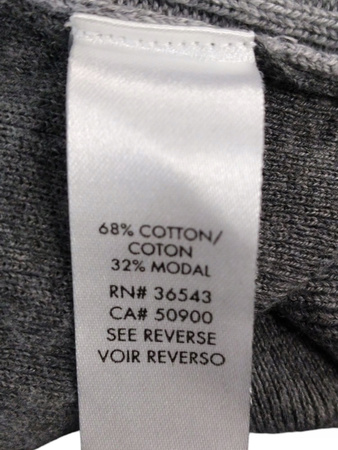 68% COTTON/
COTON
32% MODAL
RN# 36543
CA# 50900
SEE REVERSE
VOIR REVERSO